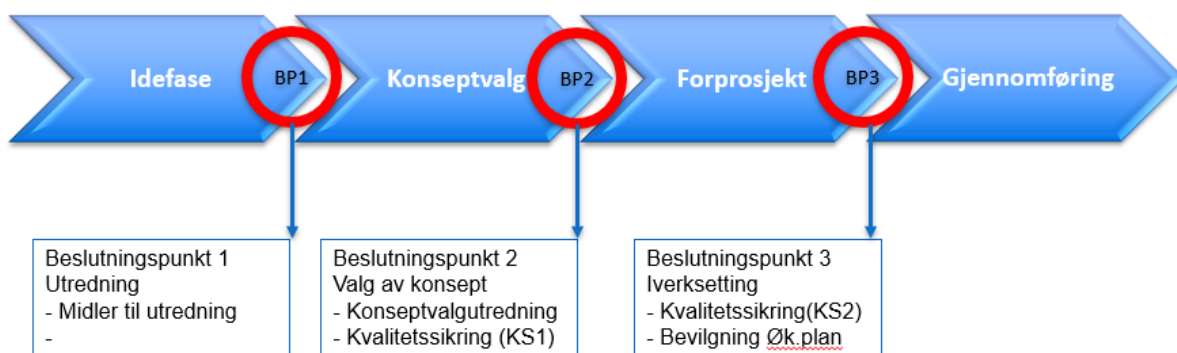 Idefase
BP1
Konseptvalg
BP2
Forprosjekt
BP3
Gjennomføring
Beslutningspunkt 1
Utredning
- Midler til utredning
-
Beslutningspunkt 2
Valg av konsept
- Konseptvalgutredning
- Kvalitetssikring (KS1)
Beslutningspunkt 3
Iverksetting
- Kvalitetssikring(KS2)
- Bevilgning Øk.plan